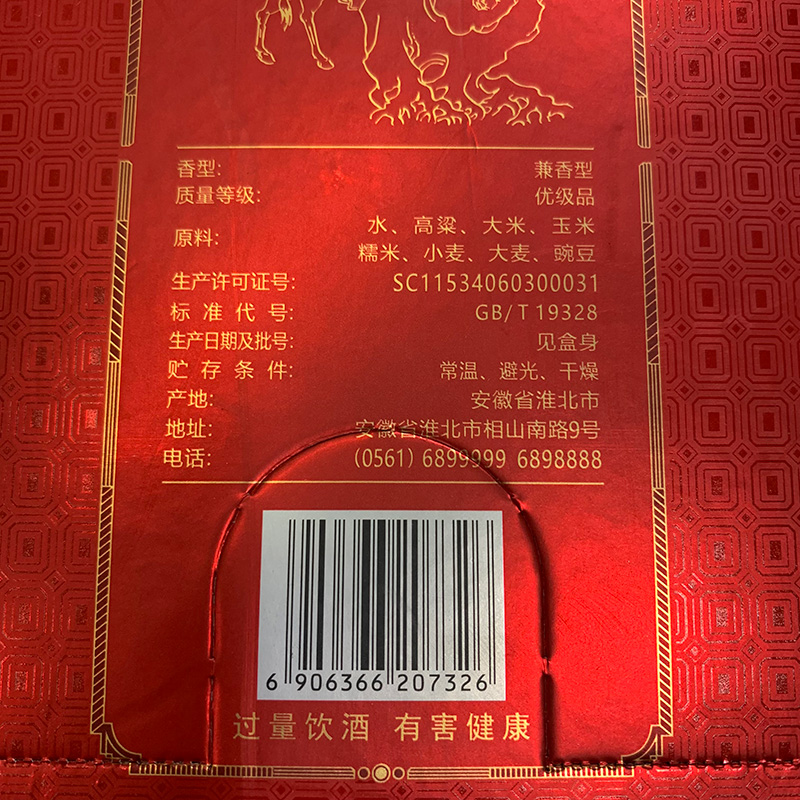 香型: 兼香型
质量等级: 优级品
原料: 水、高粱、大米、玉米
糯米、小麦、大麦、豌豆
生产许可证号: SC11534060300031
标准代号: GB/T19328
生产日期及批号: 见盒身
贮存条件: 常温、避光、干燥
产地: 安徽省淮北市
地址: 安徽省淮北市相山南路9号
电话: (0561) 6899999 6898888
6 906366 207326
过量饮酒 有害健康